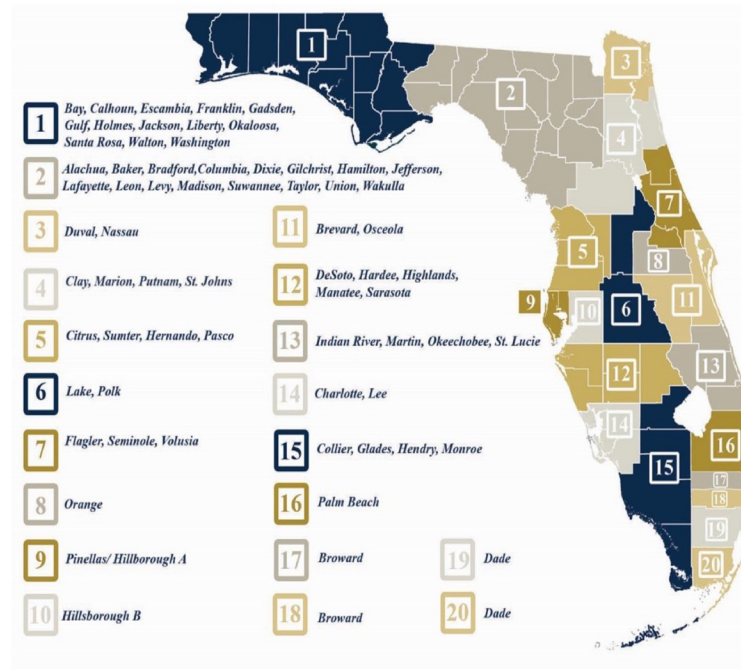 1
Bay, Calhoun, Escambia, Franklin, Gadsden,
Gulf, Holmes, Jackson, Liberty, Okaloosa,
Santa Rosa, Walton, Washington
2
Alachua, Baker, Bradford,Columbia, Dixie, Gilchrist, Hamilton, Jefferson,
Lafayette, Leon, Levy, Madison, Suwannee, Taylor, Union, Wakulla
3
Duval, Nassau
4
Clay, Marion, Putnam, St. Johns
5
Citrus, Sumter, Hernando, Pasco
6
Lake, Polk
7
Flagler, Seminole, Volusia
8
Orange
9
Pinellas/ Hillborough A
10
Hillsborough B
11
Brevard, Osceola
12
DeSoto, Hardee, Highlands,
Manatee, Sarasota
13
Indian River, Martin, Okeechobee, St. Lucie
14
Charlotte, Lee
15
Collier, Glades, Hendry, Monroe
16
Palm Beach
17
Broward
18
Broward
19
Dade
20
Dade
1
2
3
4
7
5
8
9
10
6
11
12
13
14
15
16
17
18
19
20